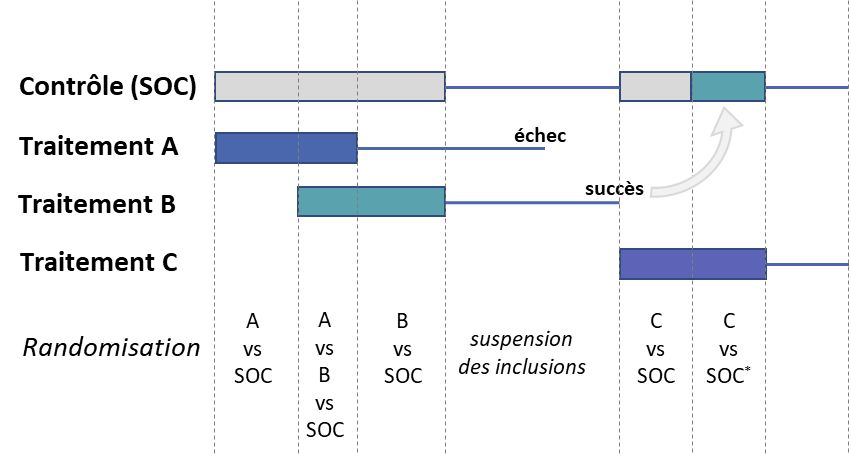 Contrôle (SOC)
Traitement A
échec
succès
Traitement B
Traitement C
Randomisation
A
vs
SOC
A
vs
B
vs
SOC
B
vs
SOC
suspension
des inclusions
C
vs
SOC
C
vs
SOC*